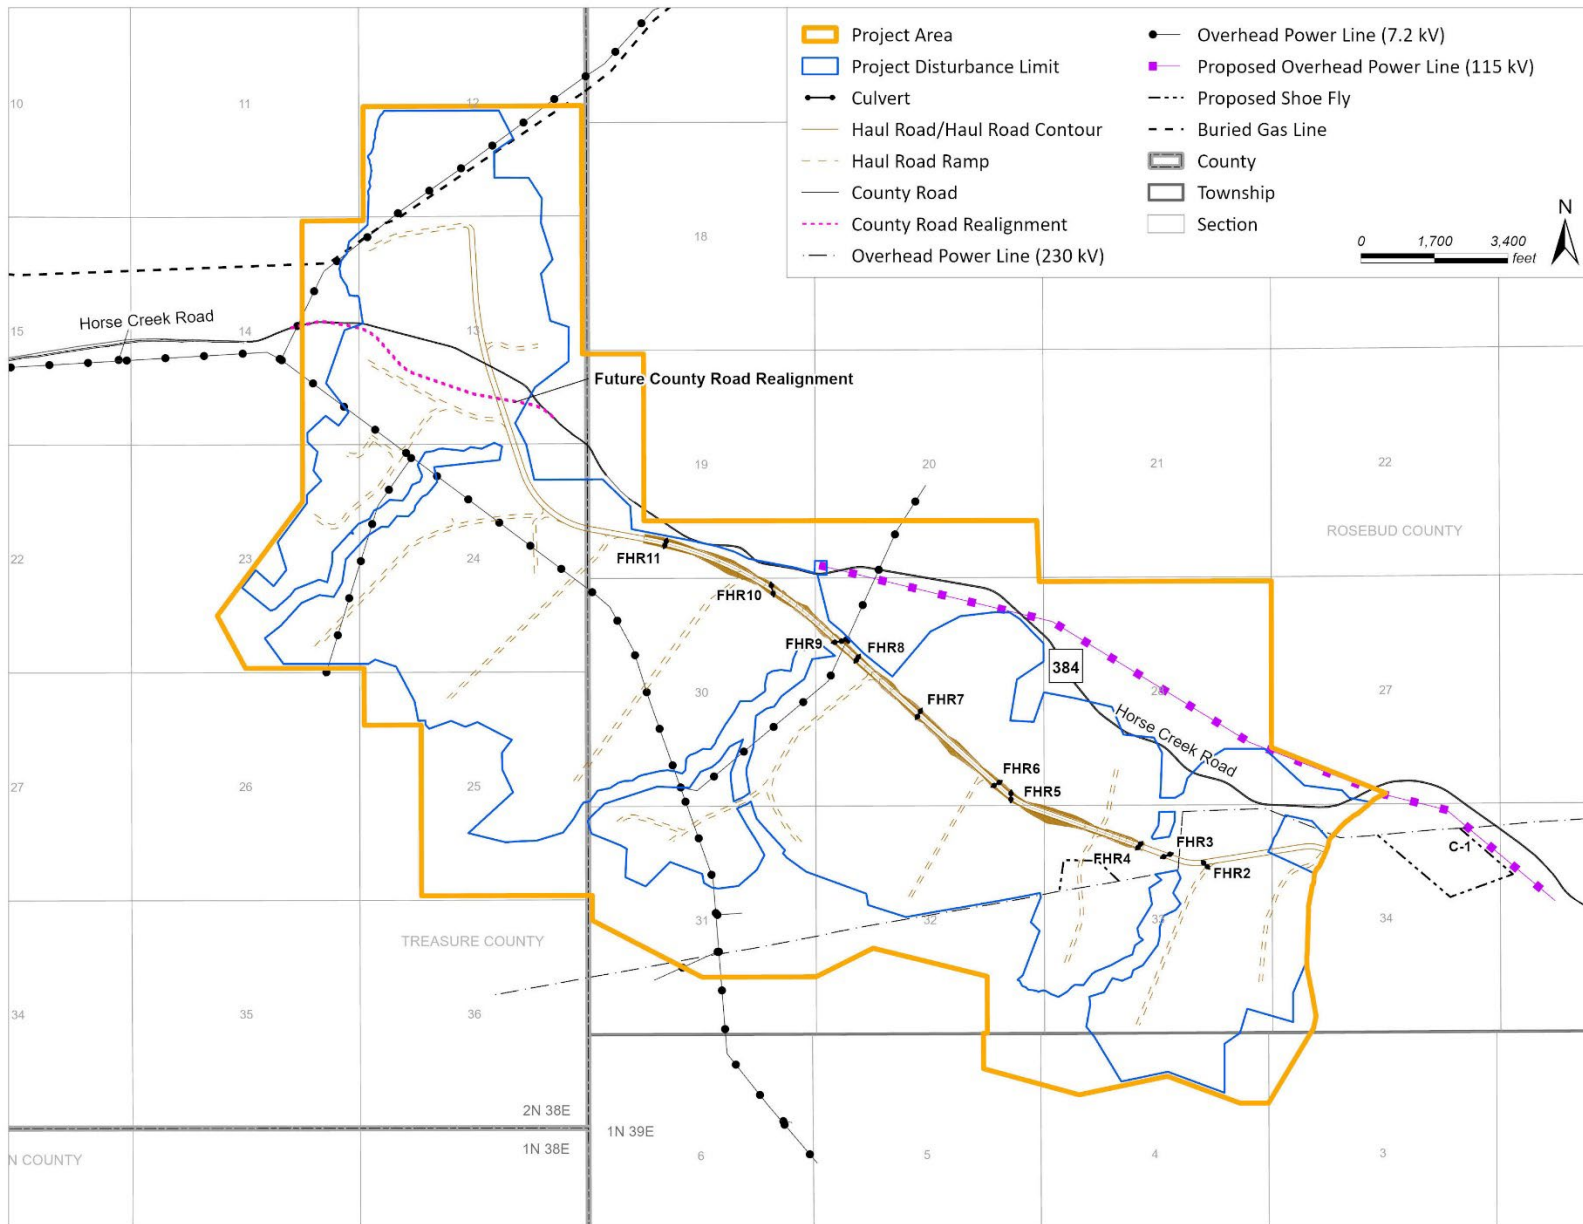 Project Area
Project Disturbance Limit
Culvert
Haul Road/Haul Road Contour
Haul Road Ramp
County Road
County Road Realignment
Overhead Power Line (230 kV)
Overhead Power Line (7.2 kV)
Proposed Overhead Power Line (115 kV)
Proposed Shoe Fly
Buried Gas Line
County
Township
Section
N
0 1,700 3,400
feet
10 11 12
18
Horse Creek Road
15 14 13
Future County Road Realignment
19 20 21 22
ROSEBUD COUNTY
22 23 24
FHR11
FHR10
FHR9 FHR8
384
30 28 27
FHR7
Horse Creek Road
FHR6
FHR5
27 26 25
FHR3
FHR4
FHR2
C-1
31 32 33 34
TREASURE COUNTY
34 35 36
2N 38E
1N 39E
1N 38E
N COUNTY
6 5 4 3